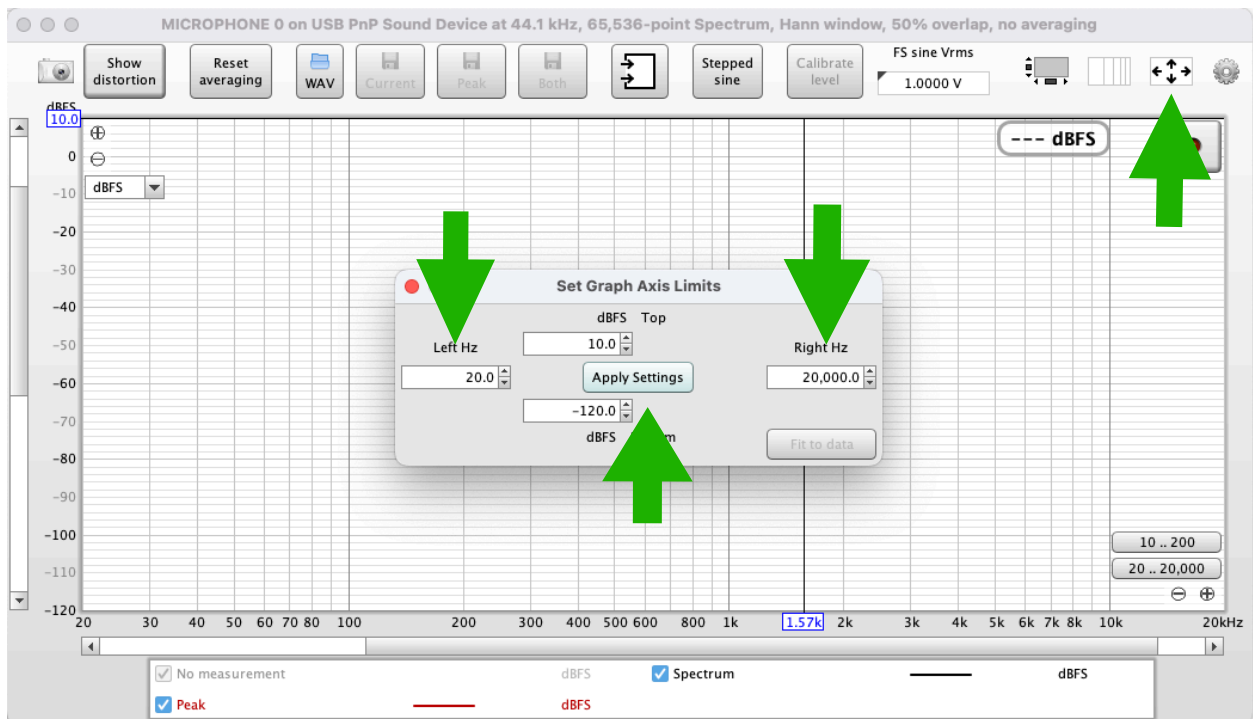 MICROPHONE 0 on USB PnP Sound Device at 44.1 kHz, 65,536-point Spectrum, Hann window, 50% overlap, no averaging
Show distortion
Reset averaging
WAV
Current
Peak
Both
Stepped sine
Calibrate level
FS sine Vrms
1.0000 V
dBFS
10.0
--- dBFS
0
dBFS
-10
-20
-30
-40
-50
-60
-70
-80
-90
-100
-110
-120
Set Graph Axis Limits
dBFS Top
10.0
Left Hz
Right Hz
20.0
Apply Settings
20,000.0
-120.0
dBFS
Fit to data
10 .. 200
20 .. 20,000
20 30 40 50 60 70 80 100 200 300 400 500 600 800 1k 1.57k 2k 3k 4k 5k 6k 7k 8k 10k 20kHz
No measurement dBFS Spectrum dBFS
Peak dBFS